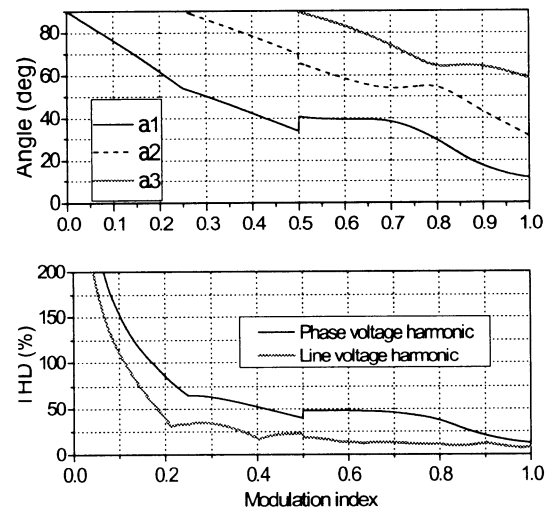 Angle (deg)
80
60
40
20
0
a1
a2
a3
0.0 0.1 0.2 0.3 0.4 0.5 0.6 0.7 0.8 0.9 1.0
THD (%)
200
150
100
50
0
Phase voltage harmonic
Line voltage harmonic
0.0 0.2 0.4 0.6 0.8 1.0
Modulation index